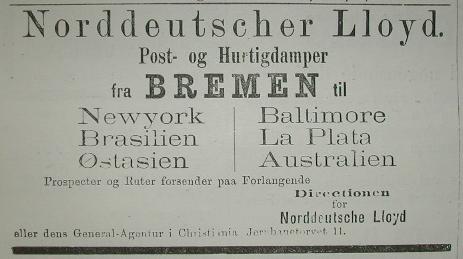 Norddeutscher Lloyd.
Post- og Hurtigdamper
fra BREMEN til
Newyork
Brasilien
Østasien
Baltimore
La Plata
Australien
Prospecter og Ruter forsender paa Forlangende
Directionen
for
Norddeutsche Lloyd
eller dens General-Agentur i Christiania Jernbanetorvet 11.